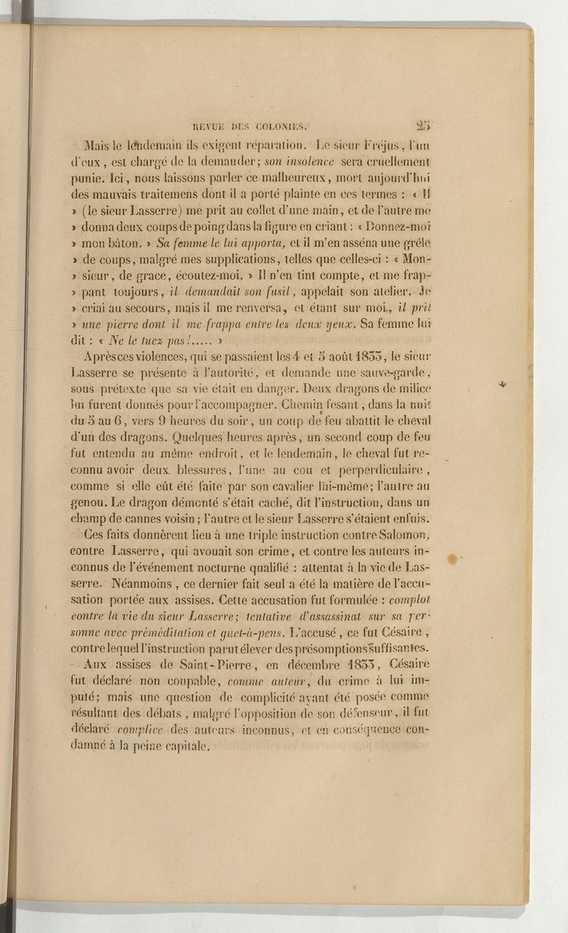 REVUE DES COLONIES. 25
Mais le lendemain ils exigent réparation. Le sieur Fréjus, l'un
d'eux, est chargé de la demander; son insolence sera cruellement
punie. Ici, nous laissons parler ce malheureux, mort aujourd'hui
des mauvais traitemens dont il a porté plainte en ces termes : « Il
» (le sieur Lasserre) me prit au collet d'une main, et de l'autre me
» donna deux coups de poing dans la figure en criant : « Donnez-moi
» mon bâton. » Sa femme le lui apporta, et il m'en asséna une grêle
» de coups, malgré mes supplications, telles que celles-ci : « Mon-
» sieur, de grace, écoutez-moi. » Il n'en tint compte, et me frap-
» pant toujours, il demandait son fusil, appelait son atelier. Je
» criai au secours, mais il me renversa, et étant sur moi, il prit
» une pierre dont il me frappa entre les deux yeux. Sa femme lui
dit : « Ne le tuez pas!..... »
Après ces violences, qui se passaient les 4 et 5 août 1833, le sieur
Lasserre se présente à l'autorité, et demande une sauve-garde,
sous prétexte que sa vie était en danger. Deux dragons de milice
lui furent donnés pour l'accompagner. Chemin fesant, dans la nuit
du 5 au 6, vers 9 heures du soir, un coup de feu abattit le cheval
d'un des dragons. Quelques heures après, un second coup de feu
fut entendu au même endroit, et le lendemain, le cheval fut re-
connu avoir deux blessures, l'une au cou et perperdiculaire,
comme si elle eût été faite par son cavalier lui-même; l'autre au
genou. Le dragon démonté s'était caché, dit l'instruction, dans un
champ de cannes voisin; l'autre et le sieur Lasserre s'étaient enfuis.
Ces faits donnèrent lieu à une triple instruction contre Salomon,
contre Lasserre, qui avouait son crime, et contre les auteurs in-
connus de l'événement nocturne qualifié : attentat à la vie de Las-
serre. Néanmoins, ce dernier fait seul a été la matière de l'accu-
sation portée aux assises. Cette accusation fut formulée : complot
contre la vie du sieur Lasserre; tentative d'assassinat sur sa per-
sonne avec préméditation et guet-à-pens. L'accusé, ce fut Césaire,
contre lequel l'instruction parut élever des présomptions suffisantes.
Aux assises de Saint-Pierre, en décembre 1833, Césaire
fut déclaré non coupable, comme auteur, du crime à lui im-
puté; mais une question de complicité ayant été posée comme
résultant des débats, malgré l'opposition de son défenseur, il fut
déclaré complice des auteurs inconnus, et en conséquence con-
damné à la peine capitale.